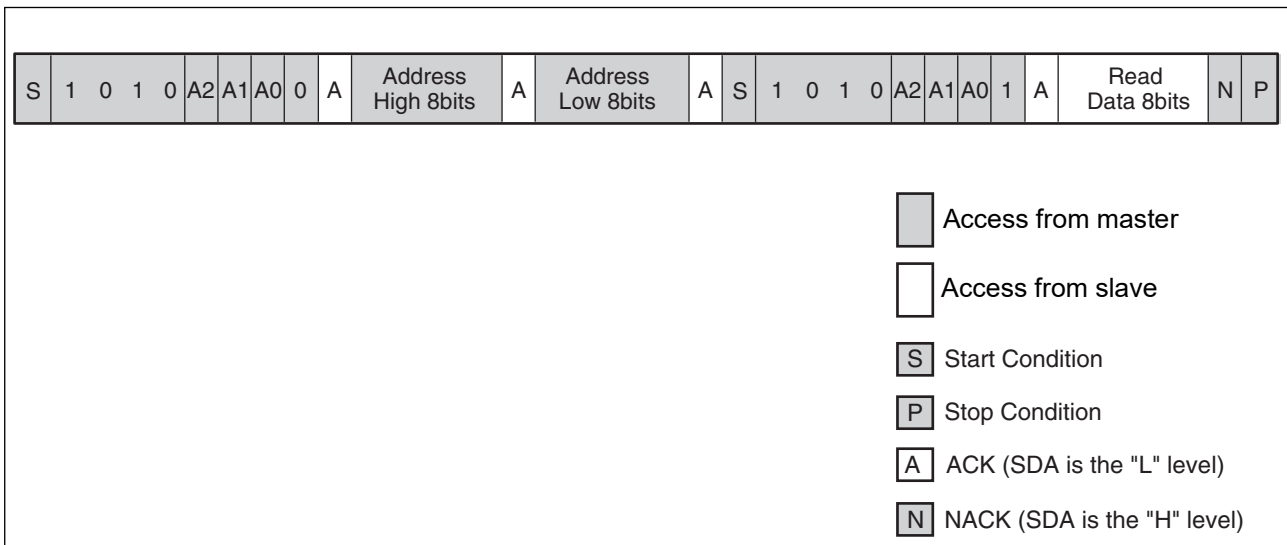 S 1 0 1 0 A2 A1 A0 0 A Address High 8bits A Address Low 8bits A S 1 0 1 0 A2 A1 A0 1 A Read Data 8bits N P
Access from master
Access from slave
S Start Condition
P Stop Condition
A ACK (SDA is the "L" level)
N NACK (SDA is the "H" level)